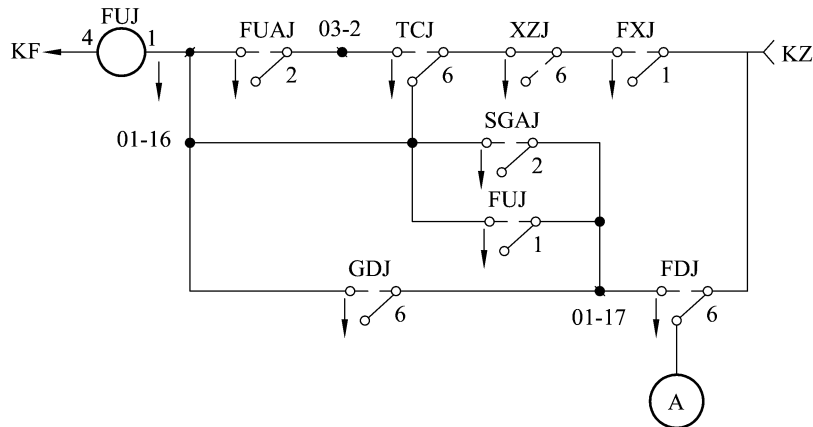 FUJ
KF
4
1
FUAJ
2
03-2
TCJ
6
XZJ
6
FXJ
1
KZ
01-16
SGAJ
2
FUJ
1
GDJ
6
01-17
FDJ
6
A